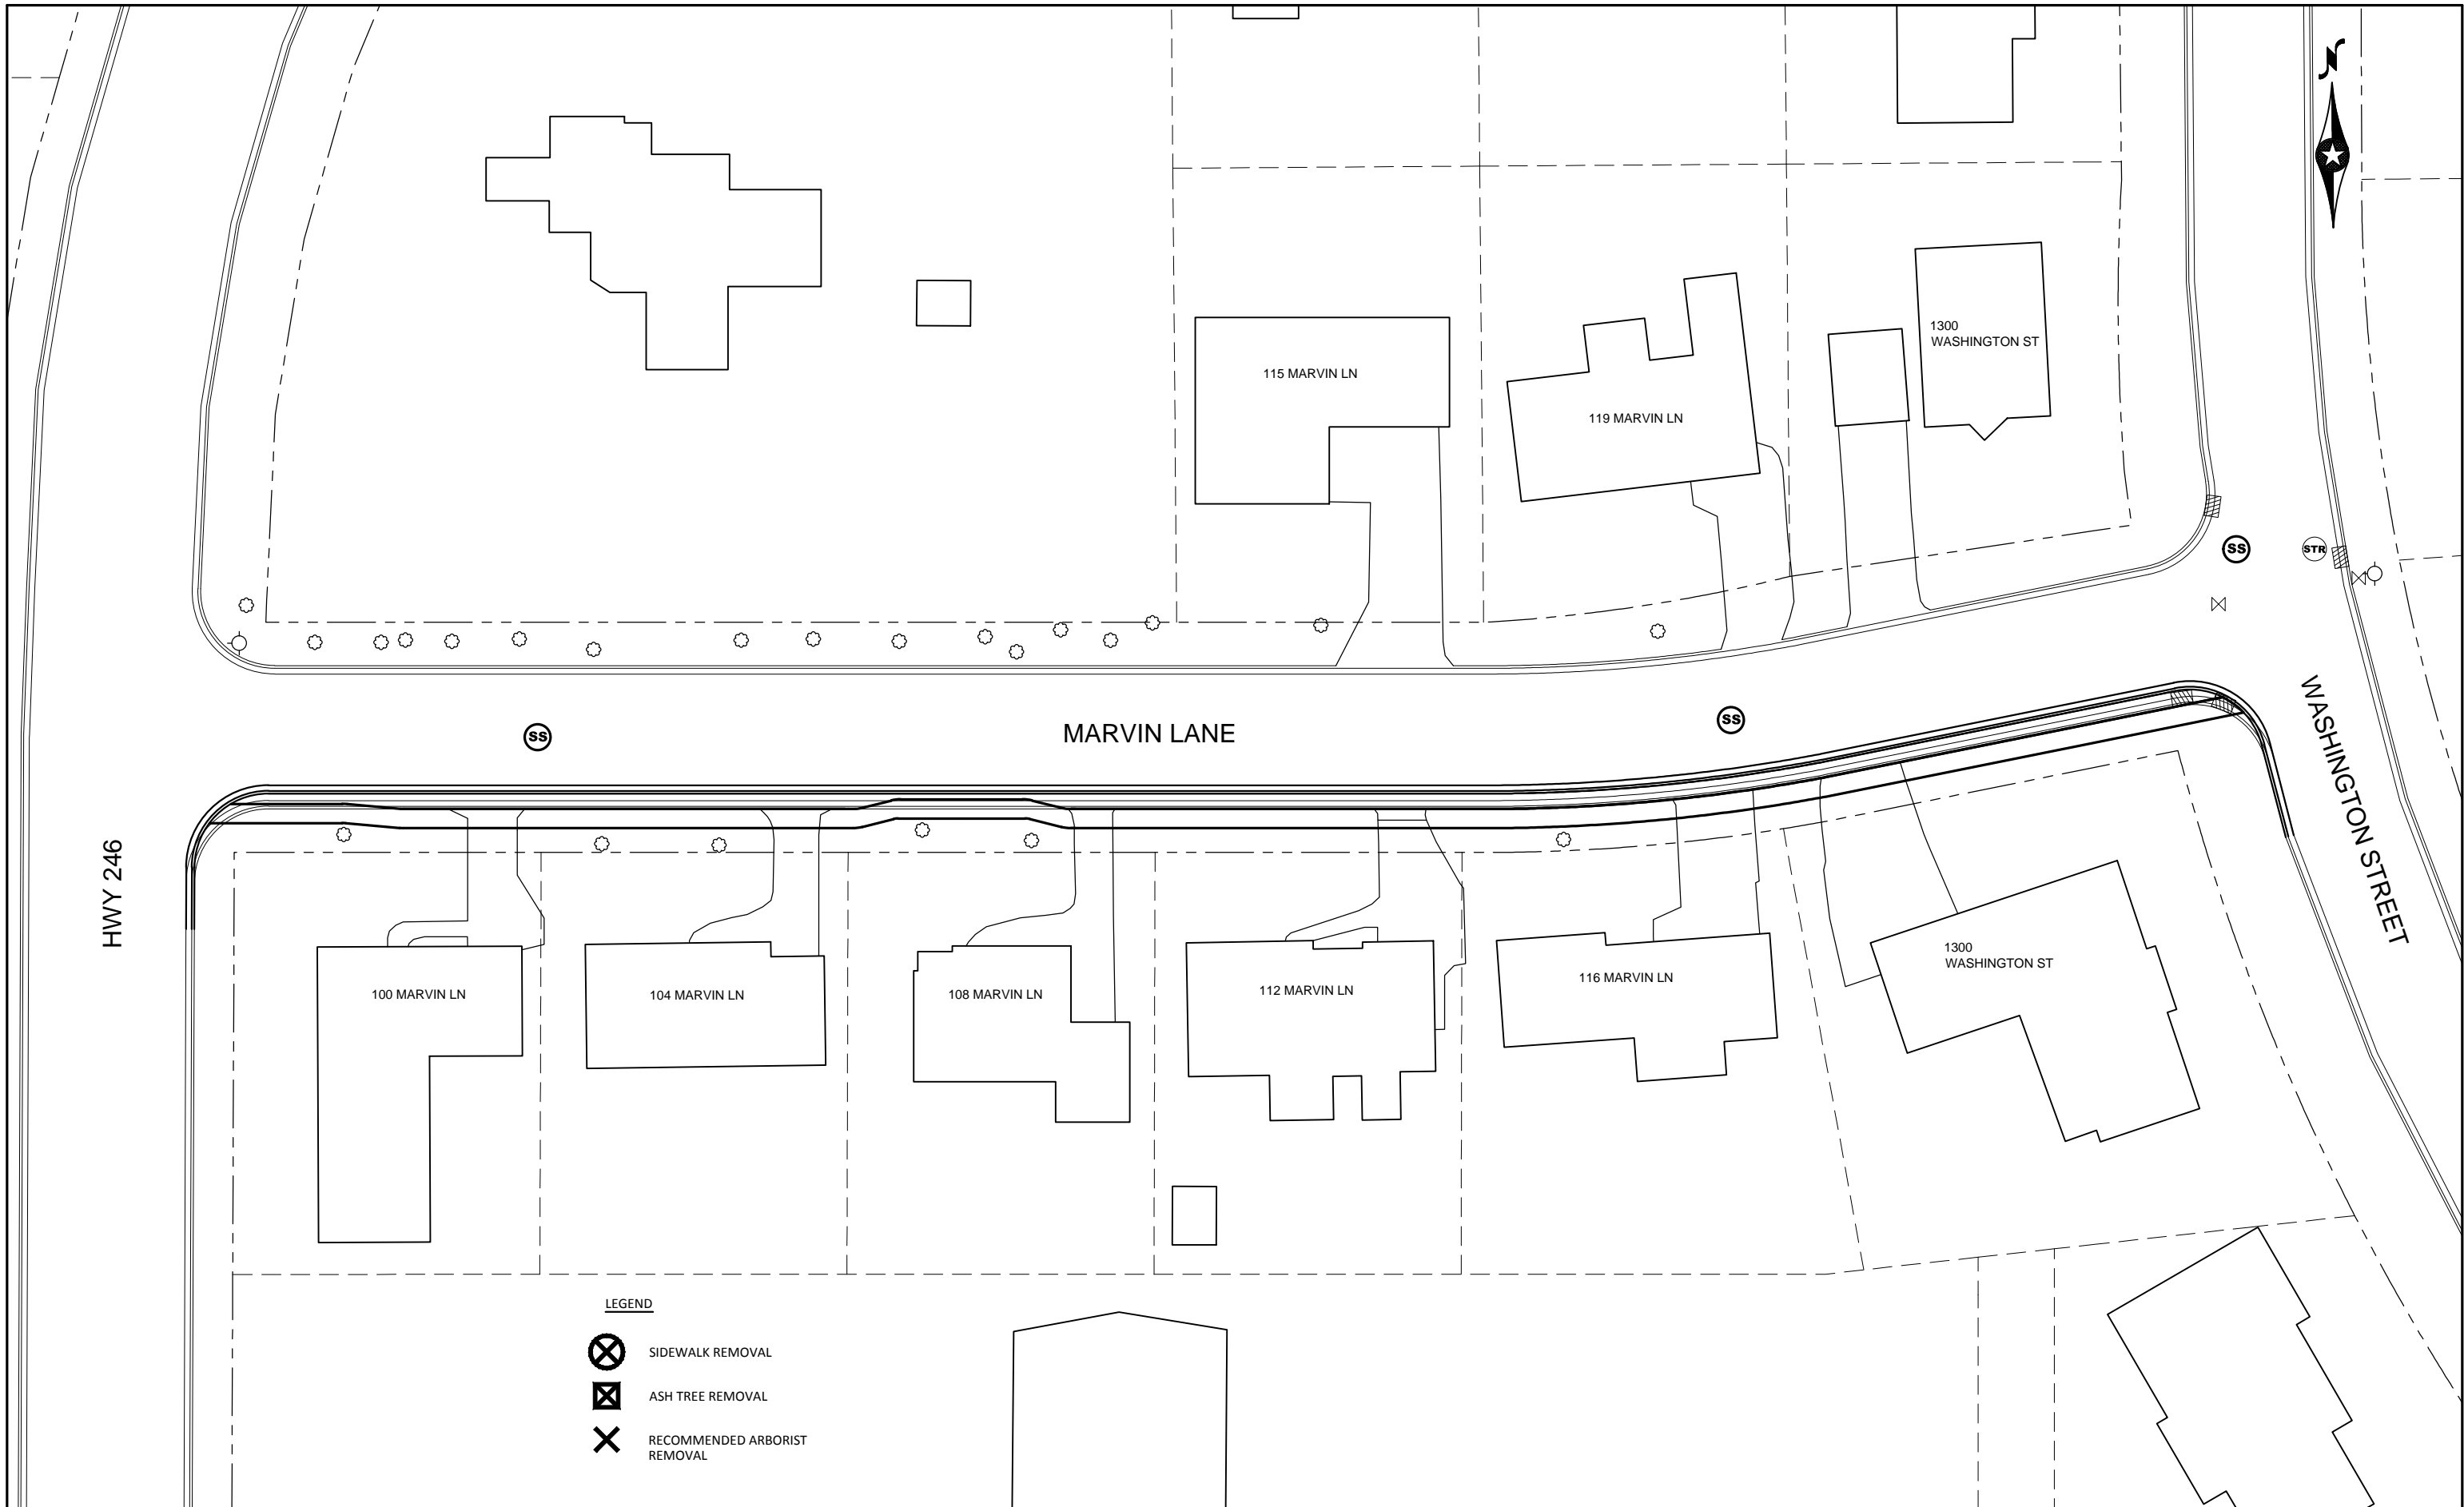 N
1300
WASHINGTON ST
115 MARVIN LN
119 MARVIN LN
SS
STR
SS
MARVIN LANE
SS
WASHINGTON STREET
HWY 246
100 MARVIN LN
104 MARVIN LN
108 MARVIN LN
112 MARVIN LN
116 MARVIN LN
1300
WASHINGTON ST
LEGEND
SIDEWALK REMOVAL
ASH TREE REMOVAL
RECOMMENDED ARBORIST
REMOVAL